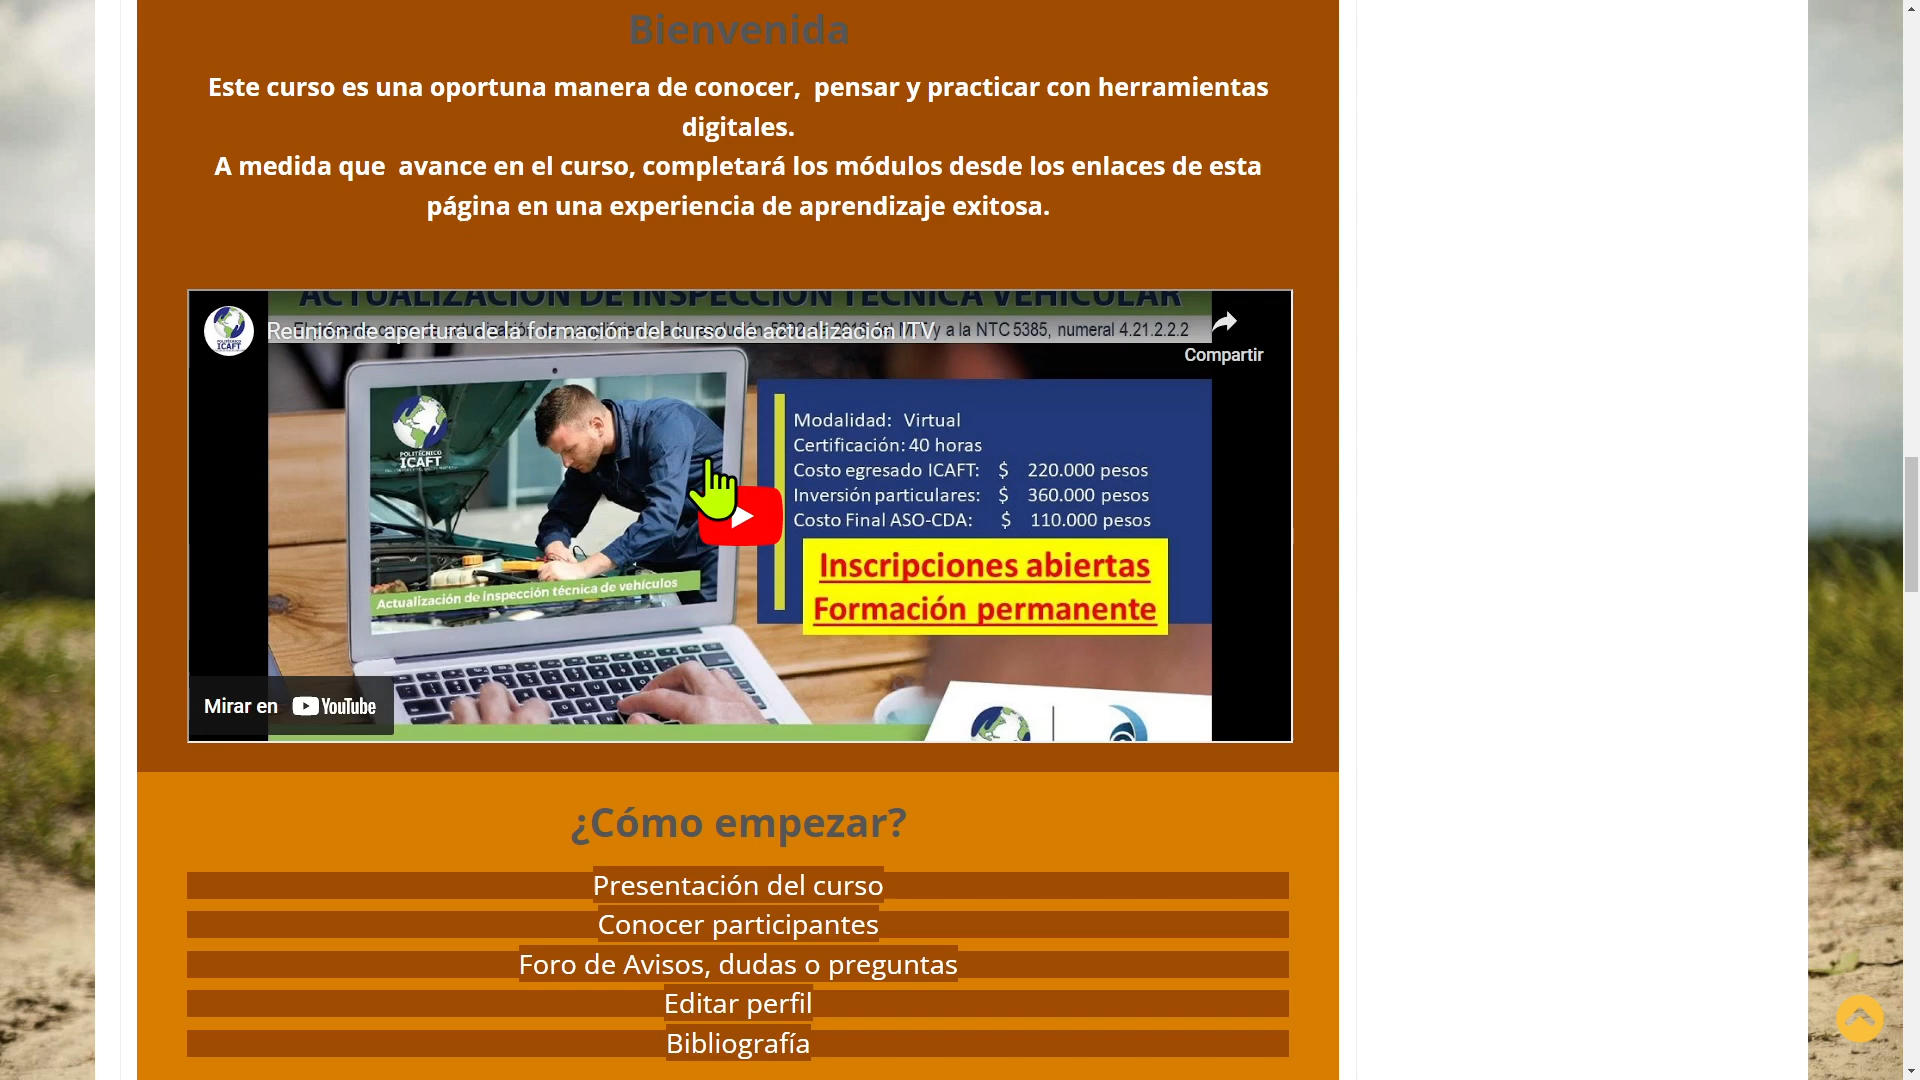 Bienvenida
Este curso es una oportuna manera de conocer, pensar y practicar con herramientas
digitales.
A medida que avance en el curso, completará los módulos desde los enlaces de esta
página en una experiencia de aprendizaje exitosa.
ACTUALIZACIÓN DE INSPECCIÓN TÉCNICA VEHICULAR
Reunión de apertura de la formación del curso de actualización ITV
y a la NTC 5385, numeral 4.21.2.2.2
Compartir
POLITÉCNICO
ICAFT
Modalidad: Virtual
Certificación: 40 horas
Costo egresado ICAFT: $ 220.000 pesos
Inversión particulares: $ 360.000 pesos
Costo Final ASO-CDA: $ 110.000 pesos
Inscripciones abiertas
Formación permanente
Actualización de inspección técnica de vehículos
Mirar en YouTube
¿Cómo empezar?
Presentación del curso
Conocer participantes
Foro de Avisos, dudas o preguntas
Editar perfil
Bibliografía